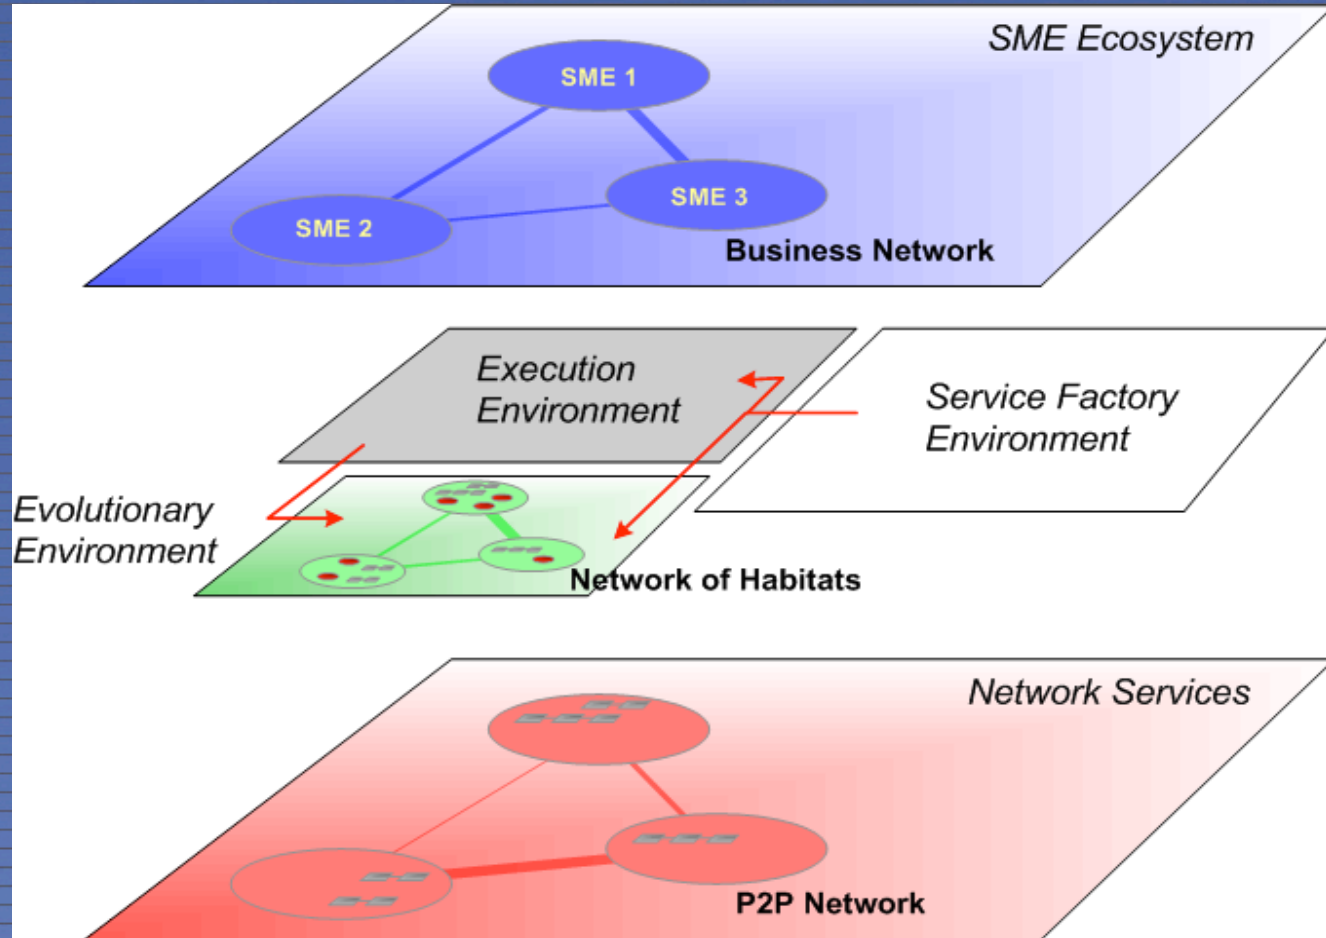 SME Ecosystem
SME 1
SME 3
SME 2
Business Network
Execution
Environment
Service Factory
Environment
Evolutionary
Environment
Network of Habitats
Network Services
P2P Network